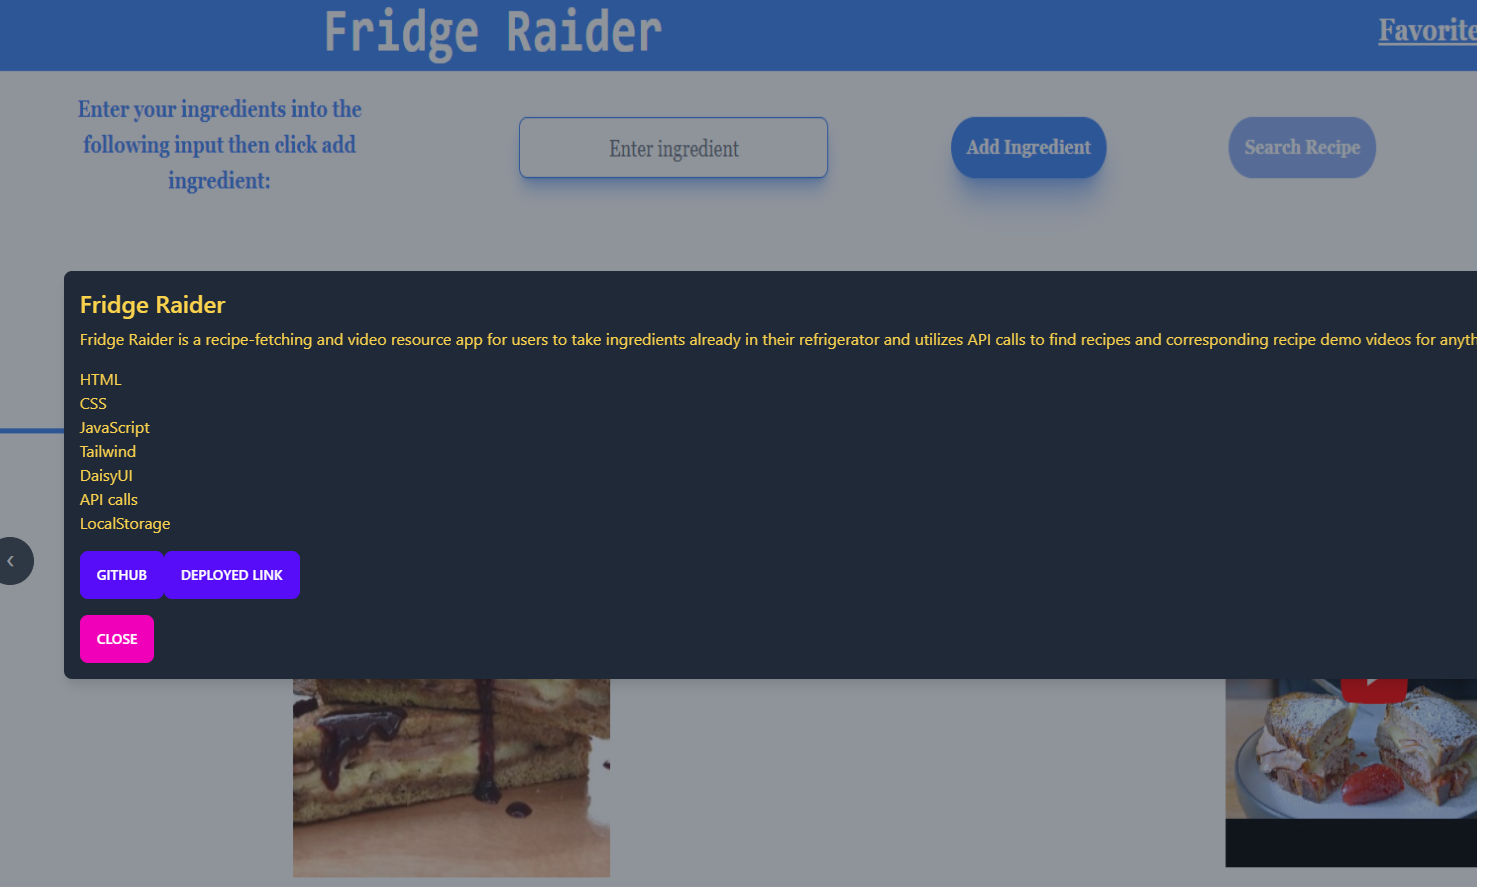 Fridge Raider
Favorite
Enter your ingredients into the
following input then click add
ingredient:
Enter ingredient
Add Ingredient
Search Recipe
Fridge Raider
Fridge Raider is a recipe-fetching and video resource app for users to take ingredients already in their refrigerator and utilizes API calls to find recipes and corresponding recipe demo videos for anyth
HTML
CSS
JavaScript
Tailwind
DaisyUI
API calls
LocalStorage
GITHUB
DEPLOYED LINK
CLOSE